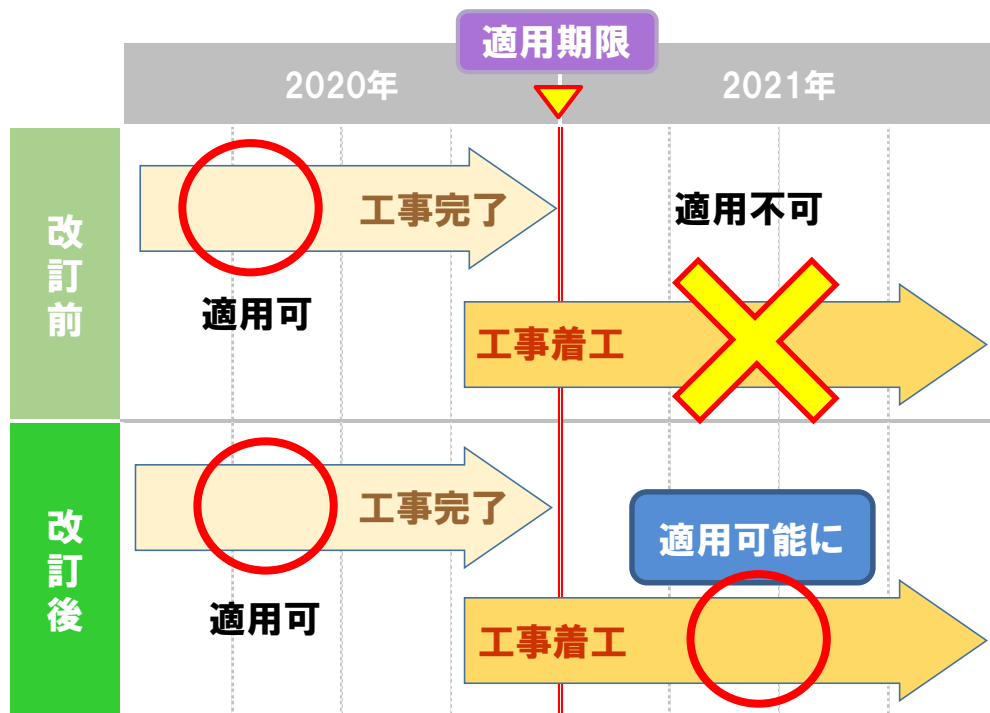 適用期限
2020年
2021年
改訂前
工事完了
適用可
適用不可
工事着工
改訂後
工事完了
適用可
適用可能に
工事着工